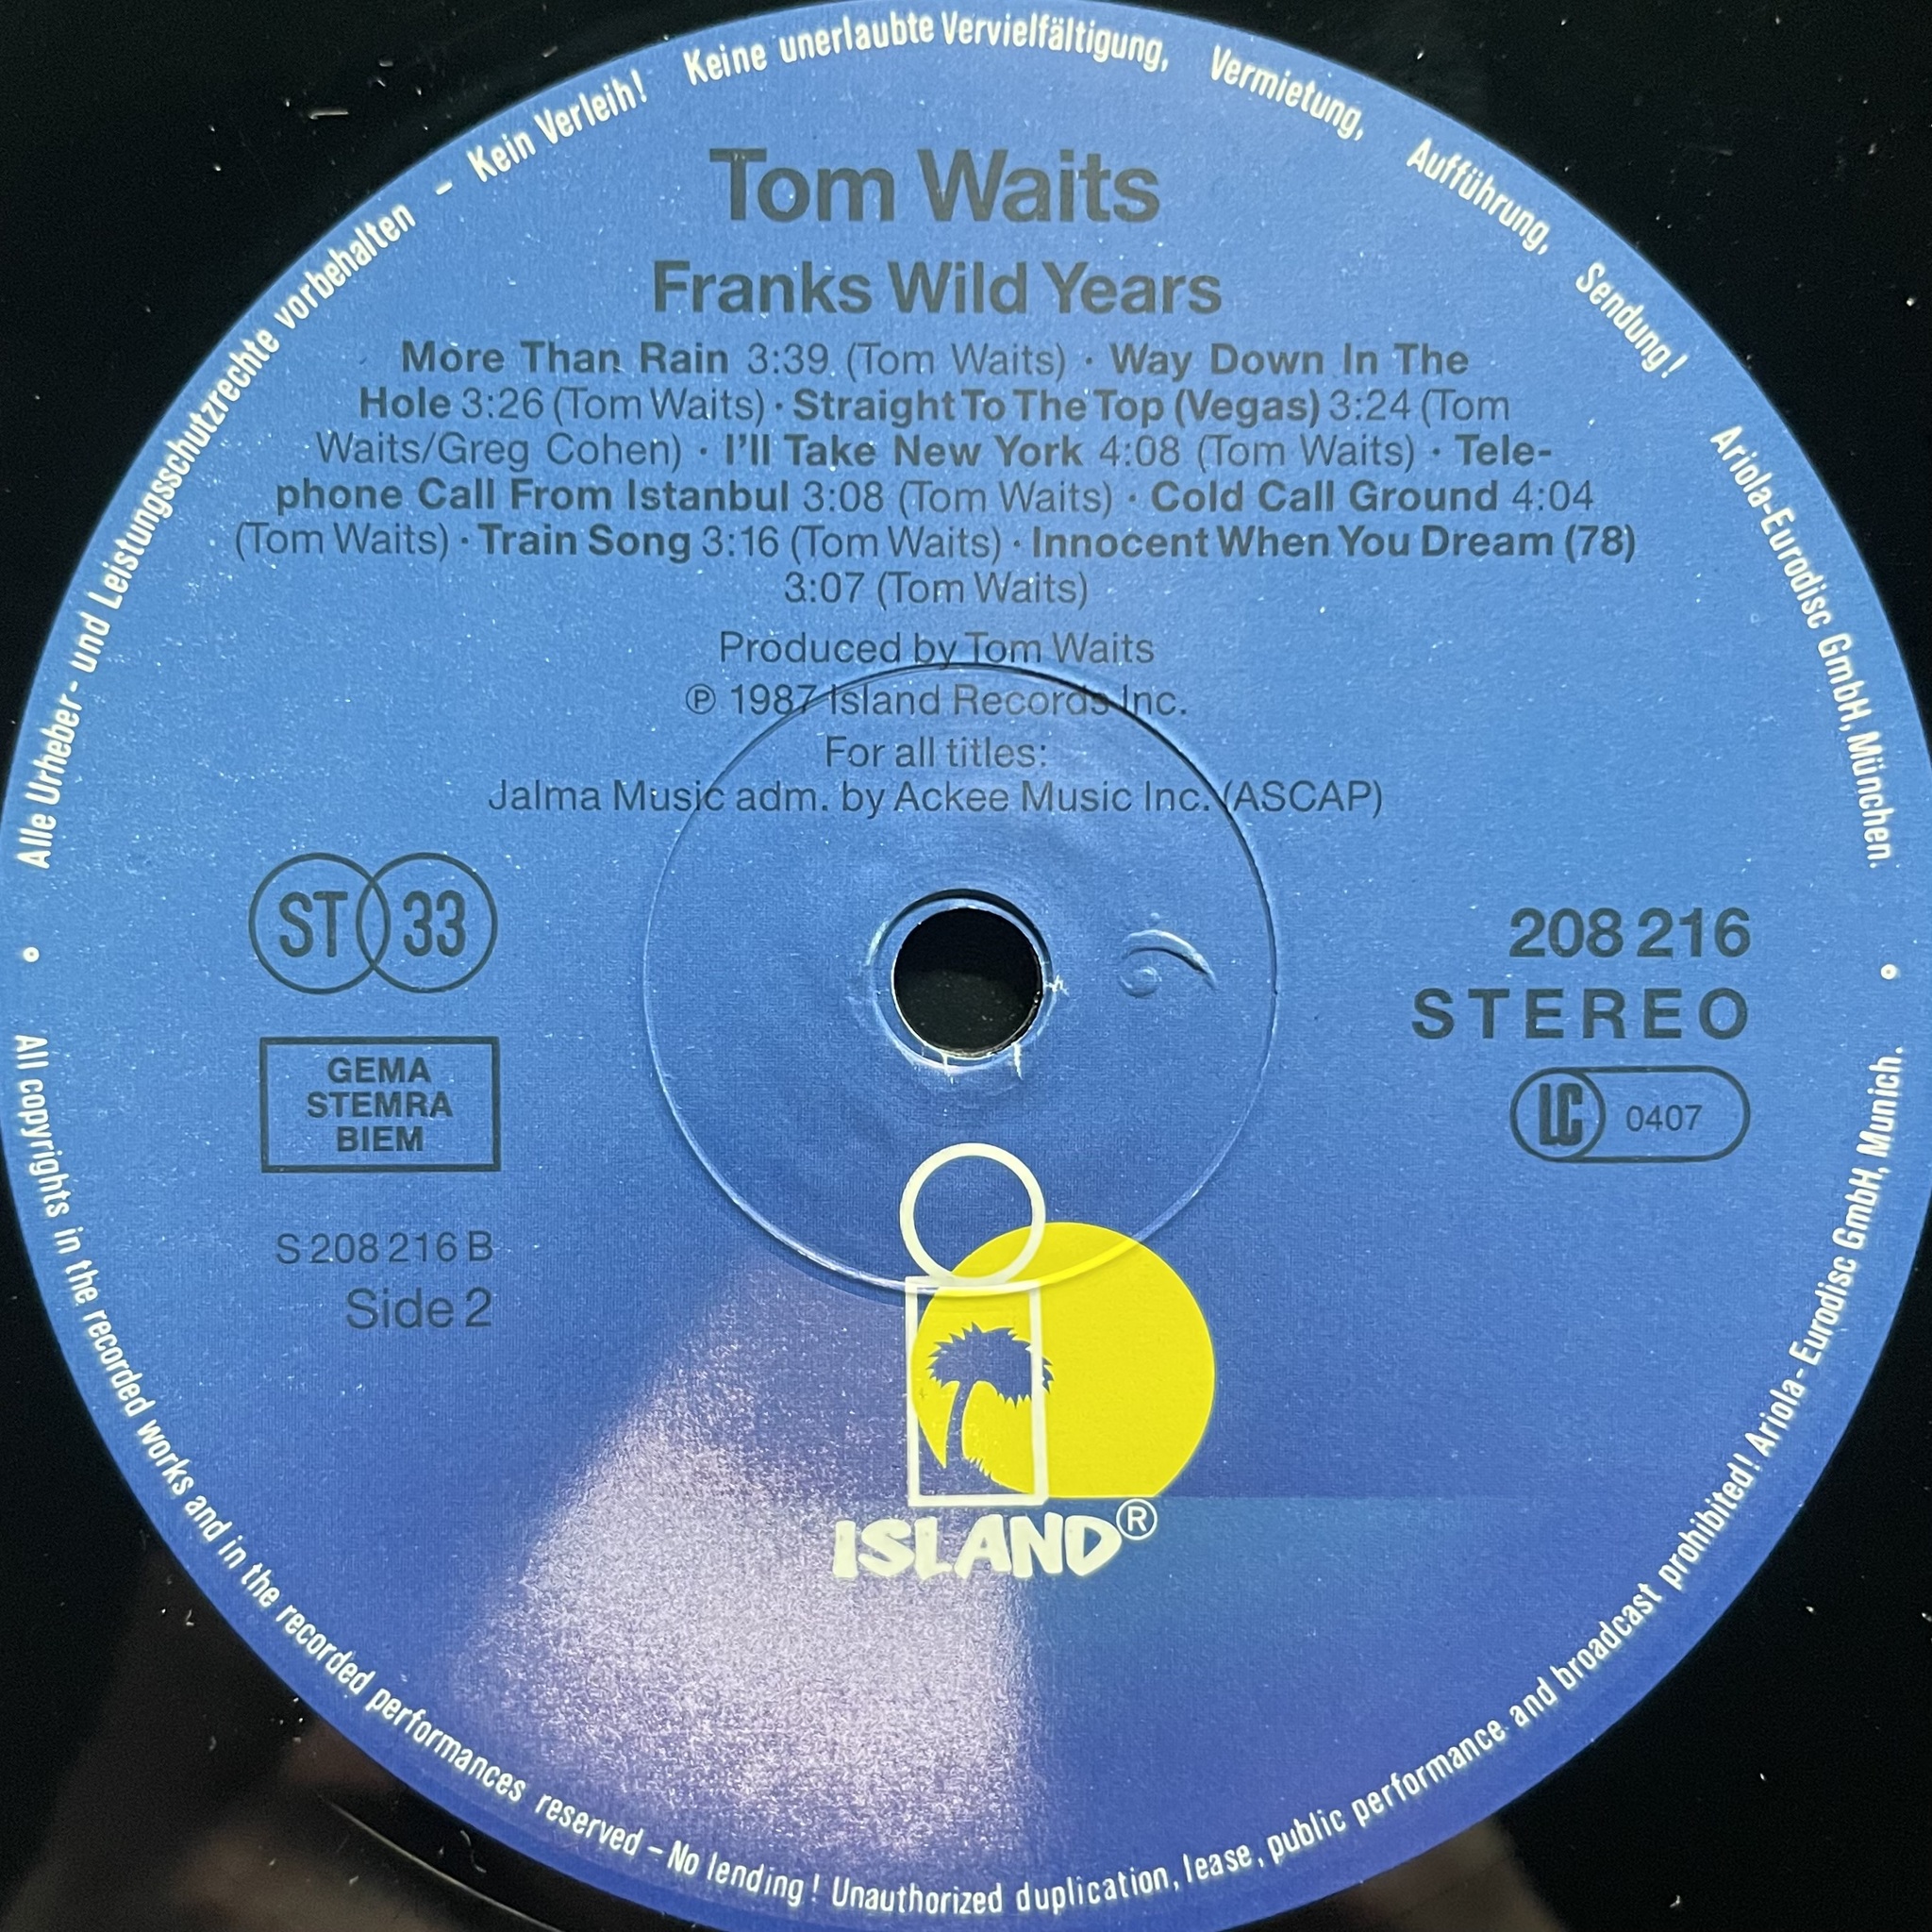 Alle Urheber- und Leistungsschutzrechte vorbehalten – Kein Verleih! Keine unerlaubte Vervielfältigung, Vermietung, Aufführung, Sendung! Ariola-Eurodisc GmbH, München.
Tom Waits
Franks Wild Years
More Than Rain 3:39 (Tom Waits) · Way Down In The
Hole 3:26 (Tom Waits) · Straight To The Top (Vegas) 3:24 (Tom
Waits/Greg Cohen) · I'll Take New York 4:08 (Tom Waits) · Tele-
phone Call From Istanbul 3:08 (Tom Waits) · Cold Call Ground 4:04
(Tom Waits) · Train Song 3:16 (Tom Waits) · Innocent When You Dream (78)
3:07 (Tom Waits)
Produced by Tom Waits
℗ 1987 Island Records Inc.
For all titles:
Jalma Music adm. by Ackee Music Inc. (ASCAP)
ST 33
208 216
STEREO
LC 0407
GEMA
STEMRA
BIEM
S 208 216 B
Side 2
ISLAND®
All copyrights in the recorded works and in the recorded performances reserved – No lending! Unauthorized duplication, lease, public performance and broadcast prohibited! Ariola-Eurodisc GmbH, Munich.